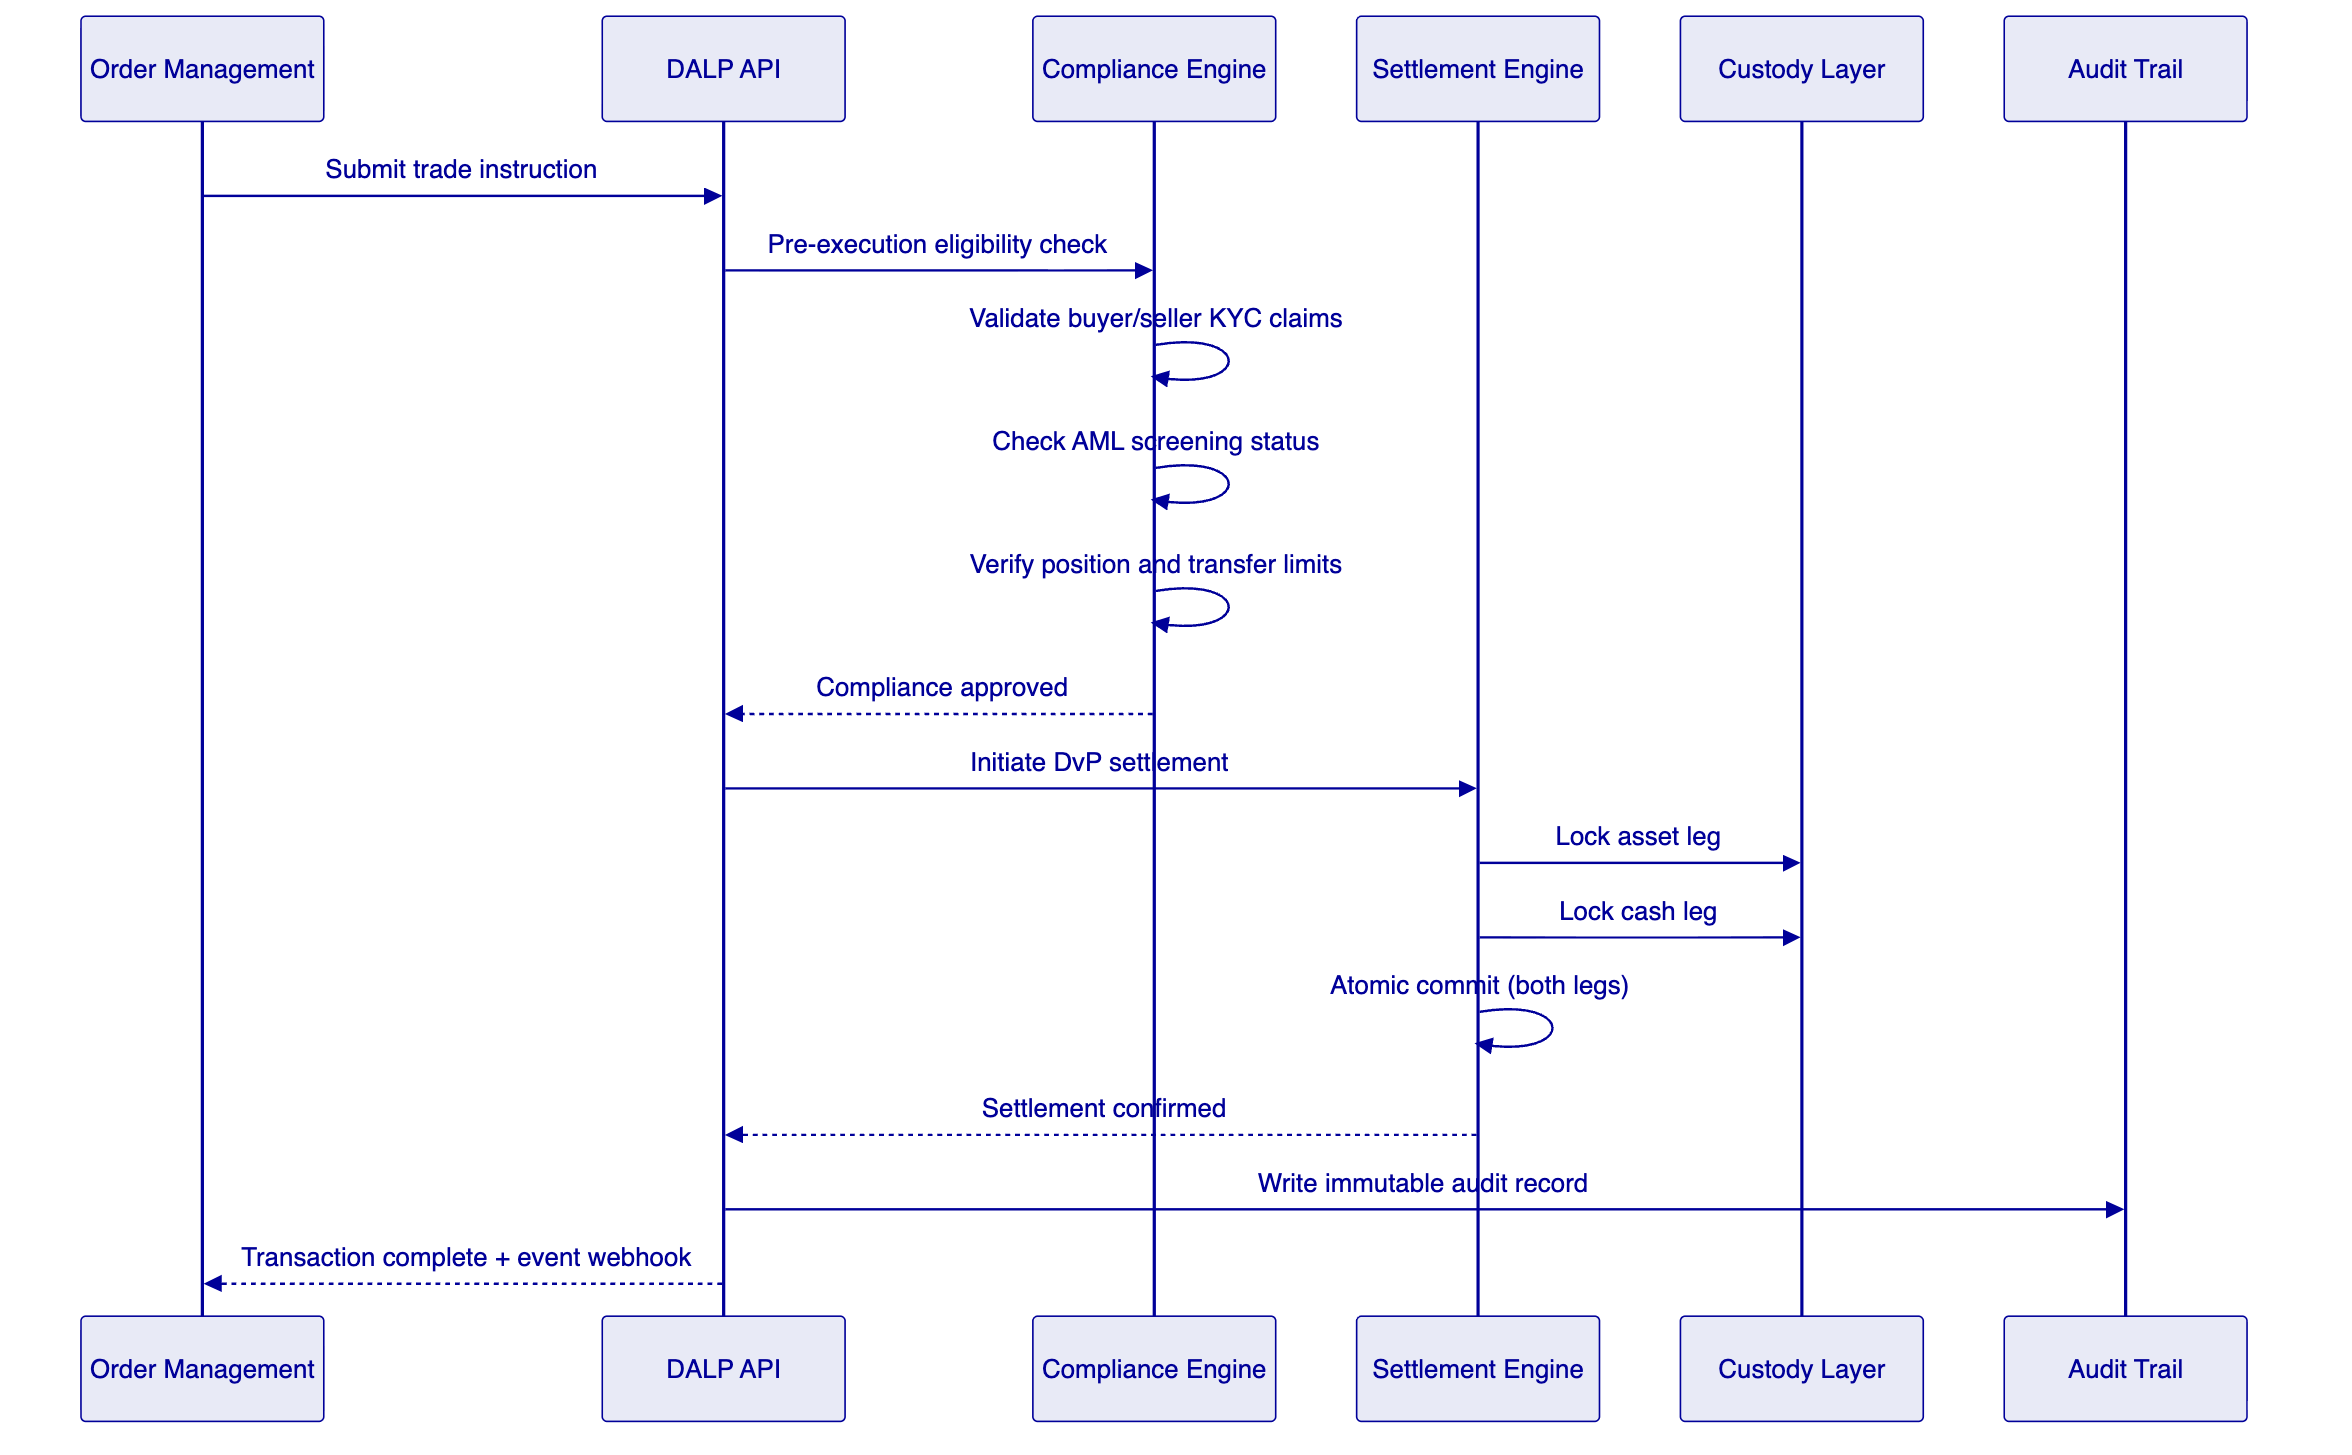 Order Management
DALP API
Compliance Engine
Settlement Engine
Custody Layer
Audit Trail
Submit trade instruction
Pre-execution eligibility check
Validate buyer/seller KYC claims
Check AML screening status
Verify position and transfer limits
Compliance approved
Initiate DvP settlement
Lock asset leg
Lock cash leg
Atomic commit (both legs)
Settlement confirmed
Write immutable audit record
Transaction complete + event webhook
Order Management
DALP API
Compliance Engine
Settlement Engine
Custody Layer
Audit Trail